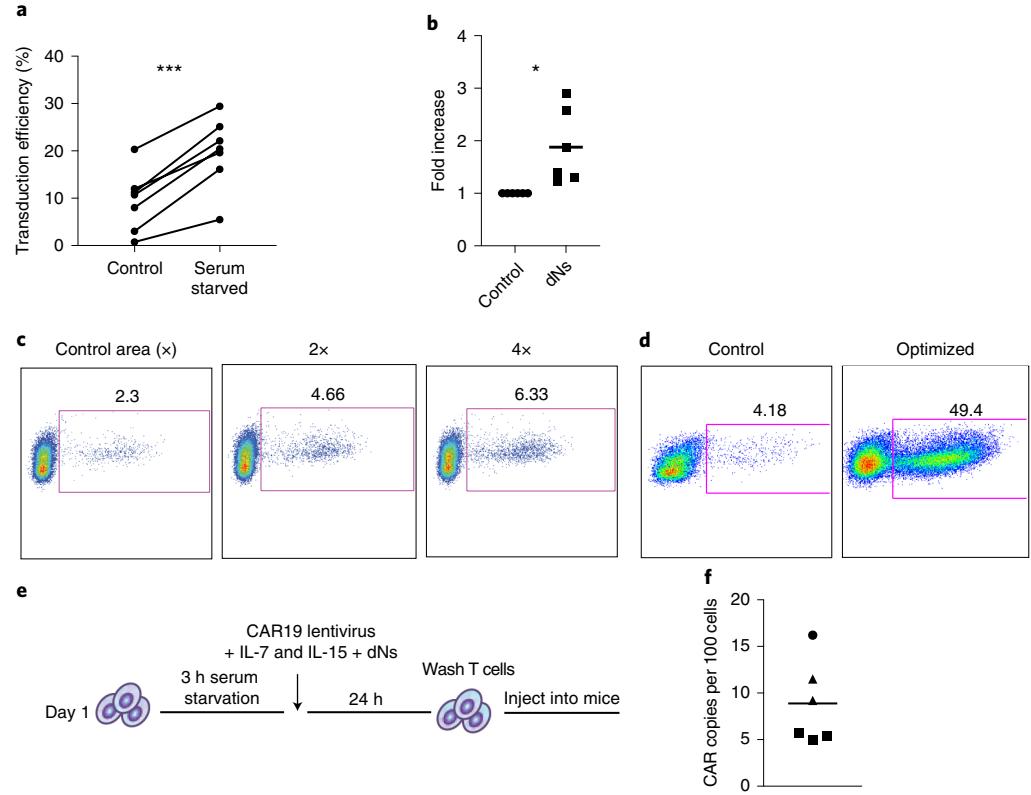 a
Transduction efficiency (%)
40
30
20
10
0
***
Control
Serum
starved
b
Fold increase
4
3
2
1
0
*
Control
dNs
c
Control area (×)
2.3
2×
4.66
4×
6.33
d
Control
4.18
Optimized
49.4
e
Day 1
3 h serum
starvation
CAR19 lentivirus
+ IL-7 and IL-15 + dNs
24 h
Wash T cells
Inject into mice
f
CAR copies per 100 cells
20
15
10
5
0